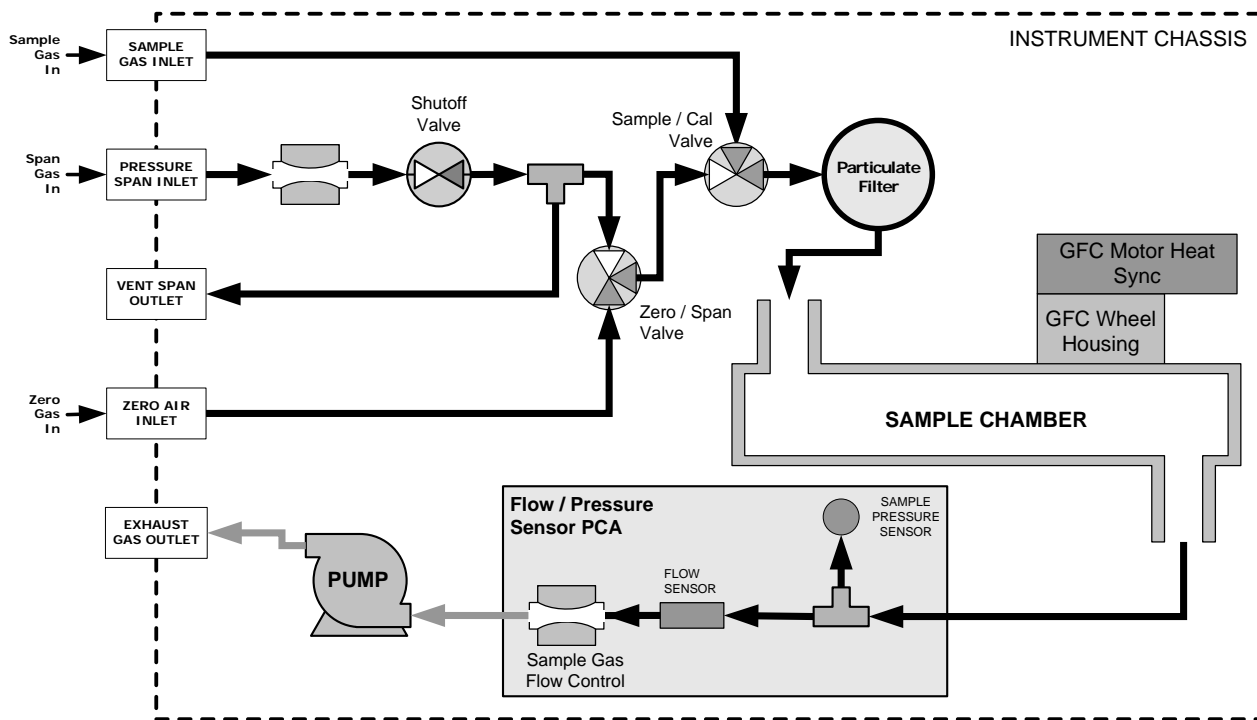 INSTRUMENT CHASSIS
Sample
Gas
In
SAMPLE
GAS INLET
Shutoff
Valve
Sample / Cal
Valve
Span
Gas
In
PRESSURE
SPAN INLET
Particulate
Filter
VENT SPAN
OUTLET
Zero / Span
Valve
GFC Motor Heat
Sync
GFC Wheel
Housing
Zero
Gas
In
ZERO AIR
INLET
SAMPLE CHAMBER
EXHAUST
GAS OUTLET
PUMP
Flow / Pressure
Sensor PCA
SAMPLE
PRESSURE
SENSOR
FLOW
SENSOR
Sample Gas
Flow Control